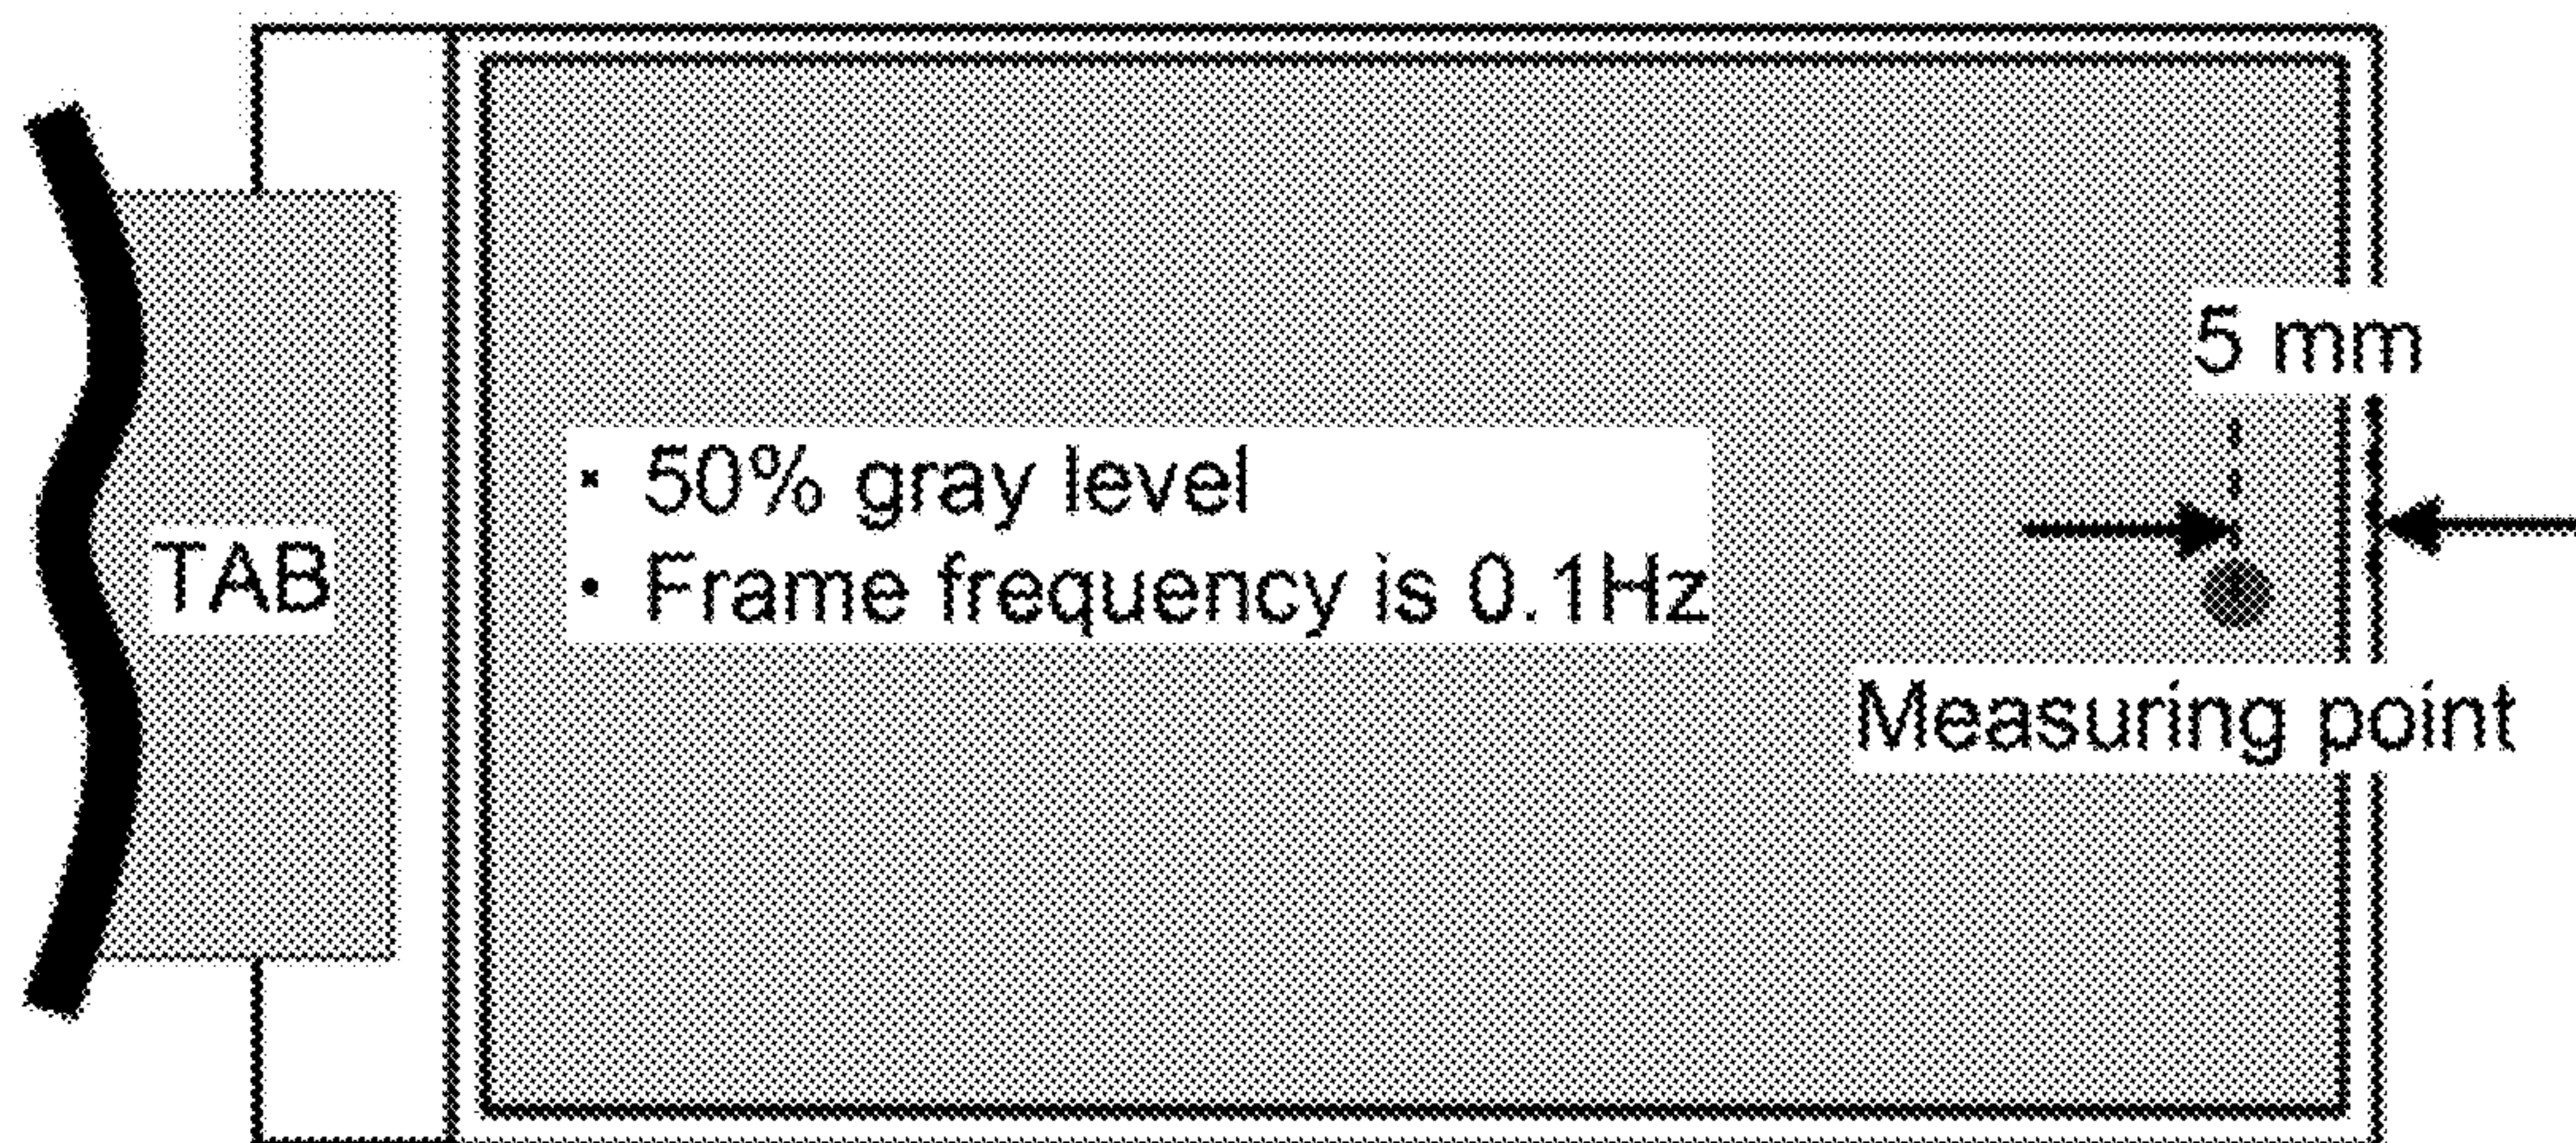 5 mm
· 50% gray level
· Frame frequency is 0.1Hz
TAB
Measuring point